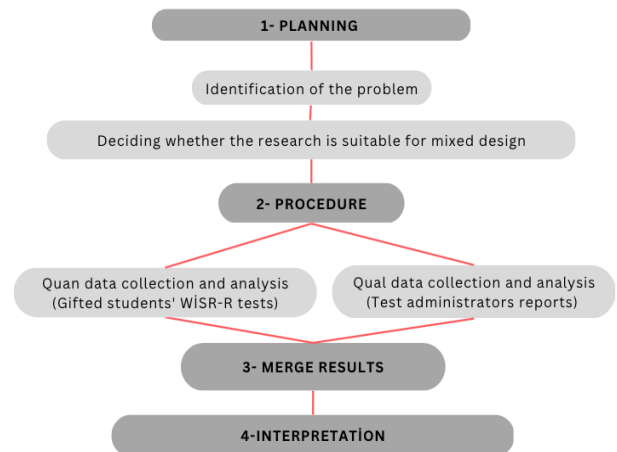 1- PLANNING
Identification of the problem
Deciding whether the research is suitable for mixed design
2- PROCEDURE
Quan data collection and analysis
(Gifted students' WİSR-R tests)
Qual data collection and analysis
(Test administrators reports)
3- MERGE RESULTS
4-INTERPRETATİON